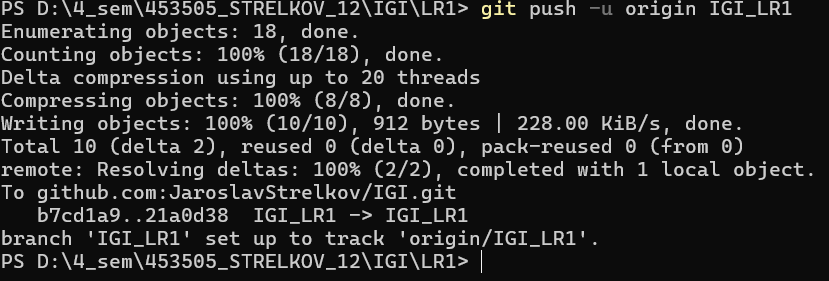 PS D:\4_sem\453505_STRELKOV_12\IGI\LR1> git push -u origin IGI_LR1
Enumerating objects: 18, done.
Counting objects: 100% (18/18), done.
Delta compression using up to 20 threads
Compressing objects: 100% (8/8), done.
Writing objects: 100% (10/10), 912 bytes | 228.00 KiB/s, done.
Total 10 (delta 2), reused 0 (delta 0), pack-reused 0 (from 0)
remote: Resolving deltas: 100% (2/2), completed with 1 local object.
To github.com:JaroslavStrelkov/IGI.git
   b7cd1a9..21a0d38  IGI_LR1 -> IGI_LR1
branch 'IGI_LR1' set up to track 'origin/IGI_LR1'.
PS D:\4_sem\453505_STRELKOV_12\IGI\LR1>